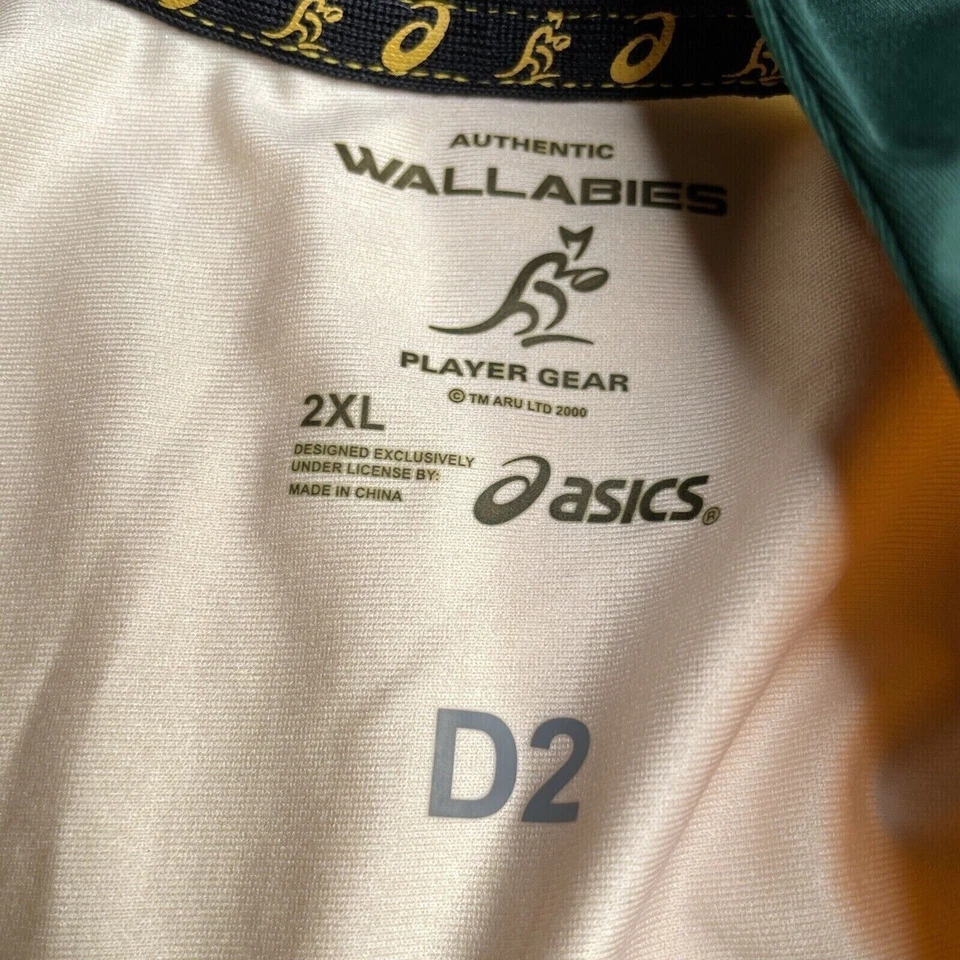 AUTHENTIC
WALLABIES
PLAYER GEAR
© TM ARU LTD 2000
2XL
DESIGNED EXCLUSIVELY
UNDER LICENSE BY:
MADE IN CHINA
asics®
D2